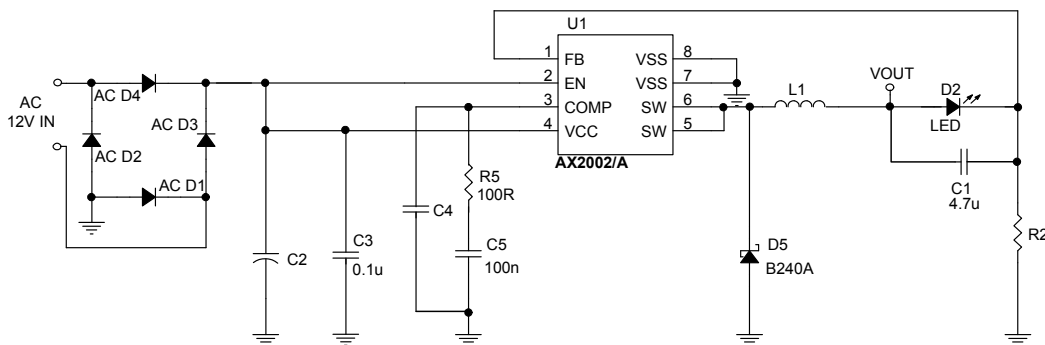 U1
1 FB VSS 8
2 EN VSS 7
3 COMP SW 6
4 VCC SW 5
AX2002/A
AC
12V IN
AC D4
AC D3
AC D2
AC D1
C2
C3
0.1u
C4
R5
100R
C5
100n
L1
VOUT
D2
LED
C1
4.7u
D5
B240A
R2